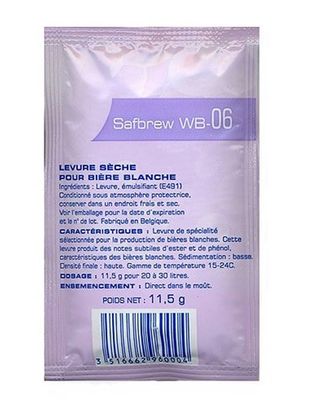 Safbrew WB-06
LEVURE SÈCHE
POUR BIÈRE BLANCHE
Ingrédients : Levure, émulsifiant (E491)
Conditionné sous atmosphère protectrice,
conserver dans un endroit frais et sec.
Voir l'emballage pour la date d'expiration
et le n° de lot. Fabriqué en Belgique.
CARACTÉRISTIQUES : Levure de spécialité
sélectionnée pour la production de bières blanches. Cette
levure produit des notes subtiles d'ester et de phénol,
caractéristiques des bières blanches. Sédimentation : basse.
Densité finale : haute. Gamme de température 15-24C.
DOSAGE : 11,5 g pour 20 à 30 litres.
ENSEMENCEMENT : Direct dans le moût.
POIDS NET : 11,5 g
3 516662 960004